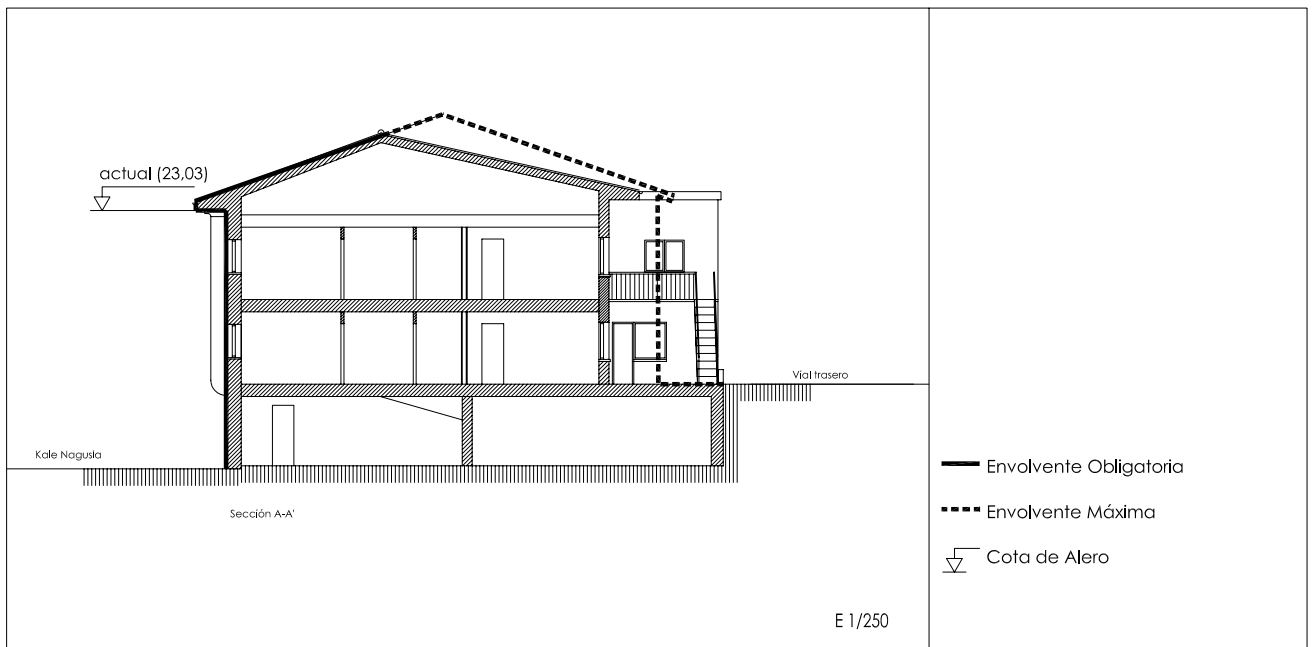 actual (23,03)
Vial trasero
Kale Nagusia
Sección A-A'
Envolvente Obligatoria
Envolvente Máxima
Cota de Alero
E 1/250